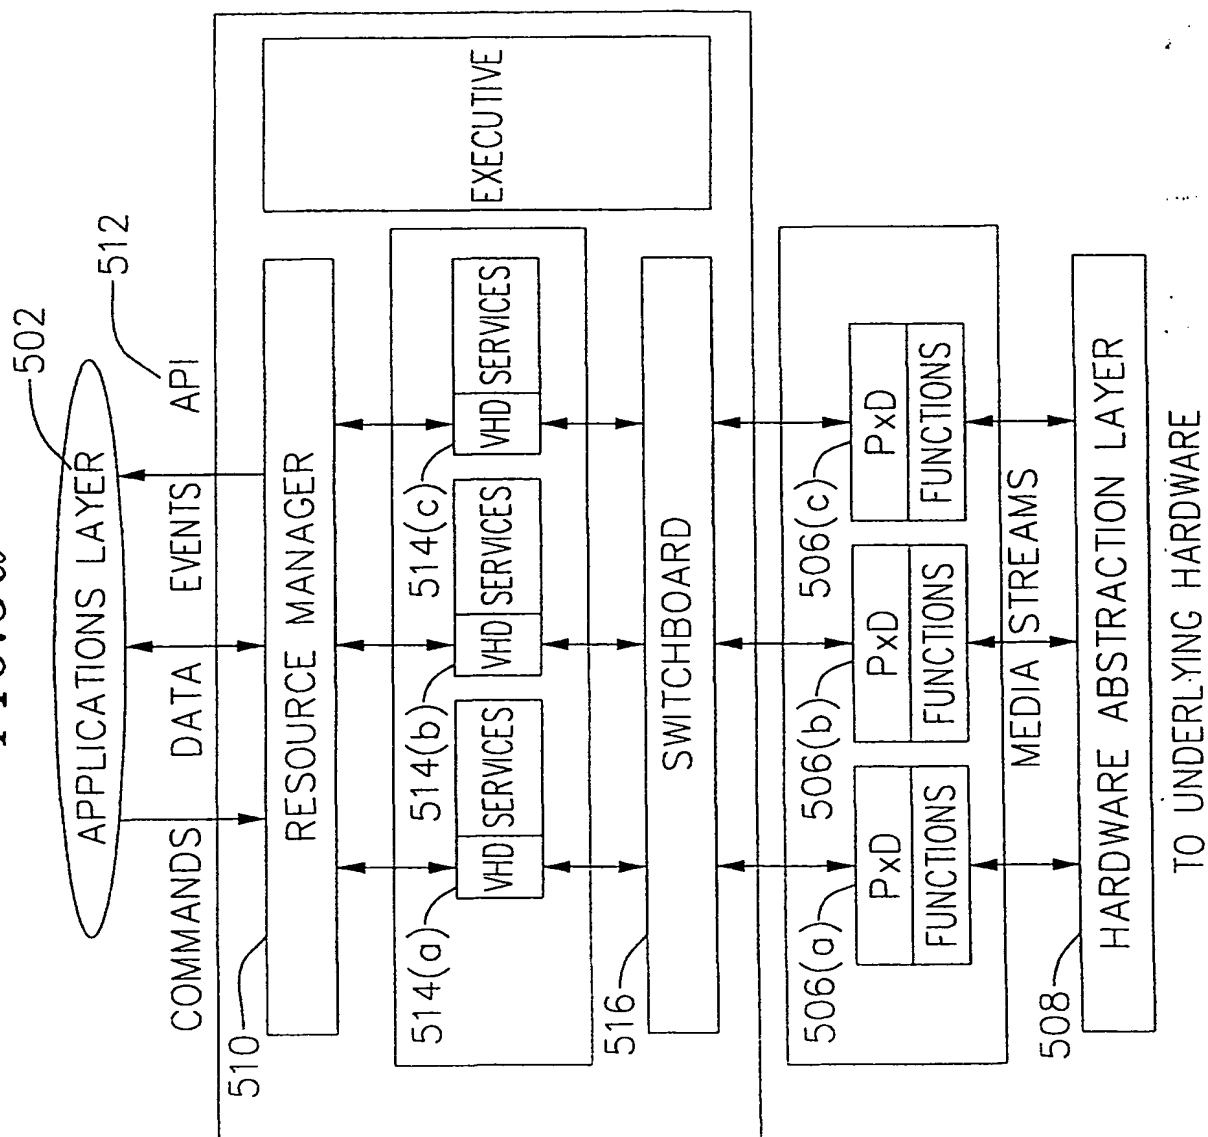 502
APPLICATIONS LAYER
512
COMMANDS DATA EVENTS API
510
RESOURCE MANAGER
EXECUTIVE
514(a) 514(b) 514(c)
VHD SERVICES VHD SERVICES VHD SERVICES
516
SWITCHBOARD
506(a) 506(b) 506(c)
PxD PxD PxD
FUNCTIONS FUNCTIONS FUNCTIONS
MEDIA STREAMS
508
HARDWARE ABSTRACTION LAYER
TO UNDERLYING HARDWARE